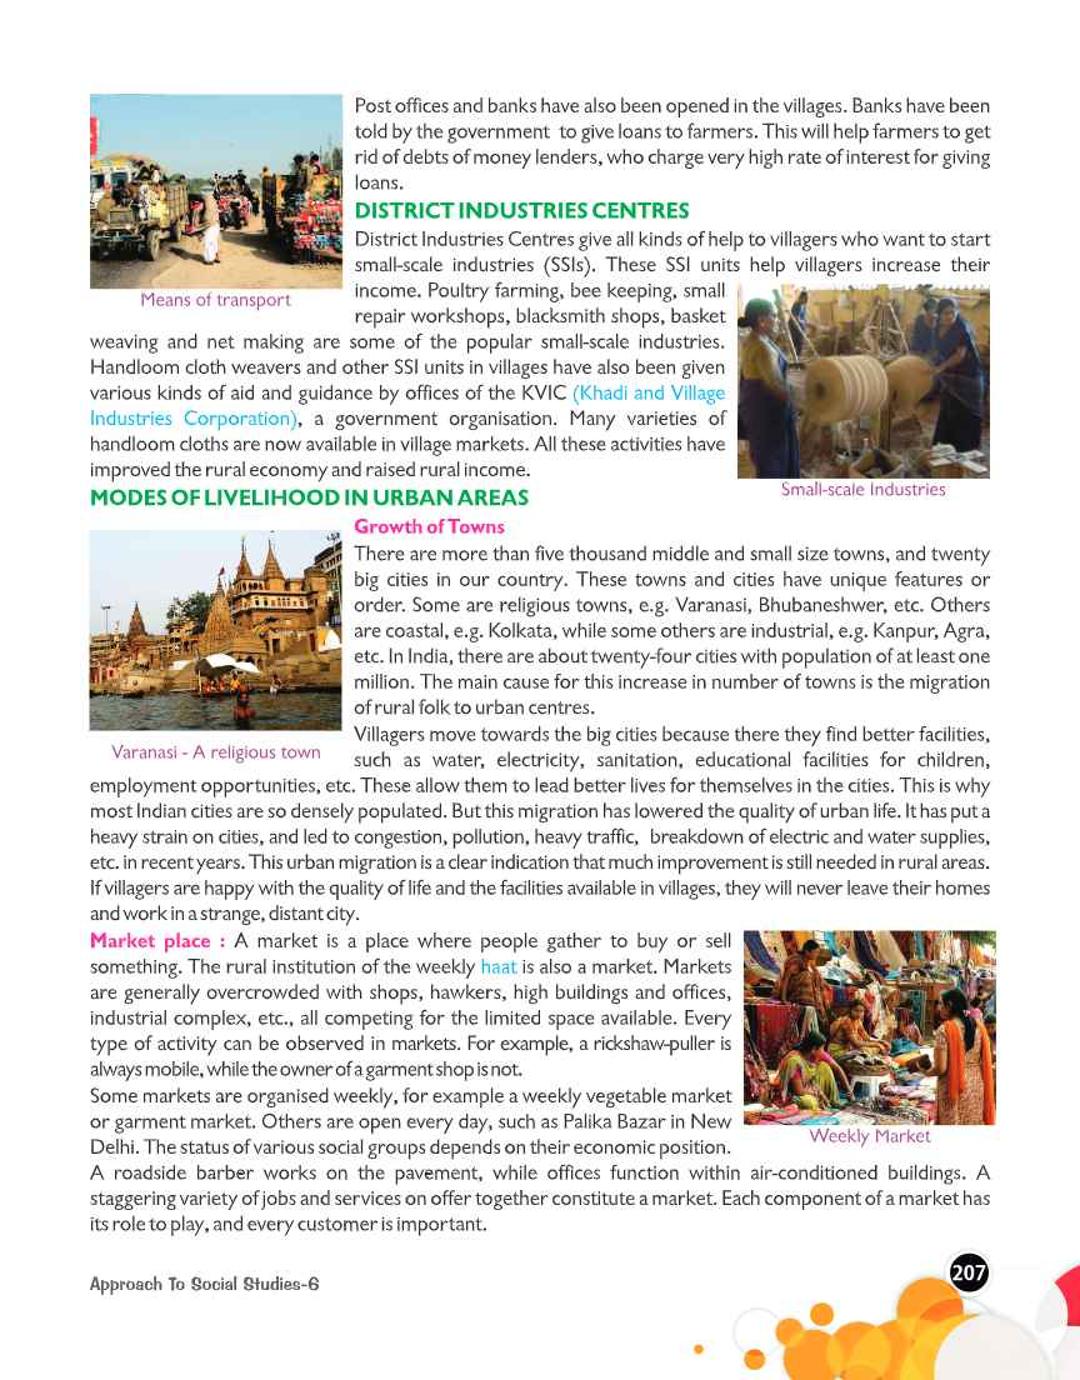 Post offices and banks have also been opened in the villages. Banks have been
told by the government to give loans to farmers. This will help farmers to get
rid of debts of money lenders, who charge very high rate of interest for giving
loans.
DISTRICT INDUSTRIES CENTRES
District Industries Centres give all kinds of help to villagers who want to start
small-scale industries (SSIs). These SSI units help villagers increase their
Means of transport
income. Poultry farming, bee keeping, small
repair workshops, blacksmith shops, basket
weaving and net making are some of the popular small-scale industries.
Handloom cloth weavers and other SSI units in villages have also been given
various kinds of aid and guidance by offices of the KVIC (Khadi and Village
Industries Corporation), a government organisation. Many varieties of
handloom cloths are now available in village markets. All these activities have
improved the rural economy and raised rural income.
Small-scale Industries
MODES OF LIVELIHOOD IN URBAN AREAS
Growth of Towns
There are more than five thousand middle and small size towns, and twenty
big cities in our country. These towns and cities have unique features or
order. Some are religious towns, e.g. Varanasi, Bhubaneshwer, etc. Others
are coastal, e.g. Kolkata, while some others are industrial, e.g. Kanpur, Agra,
etc. In India, there are about twenty-four cities with population of at least one
million. The main cause for this increase in number of towns is the migration
of rural folk to urban centres.
Varanasi - A religious town
Villagers move towards the big cities because there they find better facilities,
such as water, electricity, sanitation, educational facilities for children,
employment opportunities, etc. These allow them to lead better lives for themselves in the cities. This is why
most Indian cities are so densely populated. But this migration has lowered the quality of urban life. It has put a
heavy strain on cities, and led to congestion, pollution, heavy traffic, breakdown of electric and water supplies,
etc. in recent years. This urban migration is a clear indication that much improvement is still needed in rural areas.
If villagers are happy with the quality of life and the facilities available in villages, they will never leave their homes
and work in a strange, distant city.
Market place : A market is a place where people gather to buy or sell
something. The rural institution of the weekly haat is also a market. Markets
are generally overcrowded with shops, hawkers, high buildings and offices,
industrial complex, etc., all competing for the limited space available. Every
type of activity can be observed in markets. For example, a rickshaw-puller is
always mobile, while the owner of a garment shop is not.
Some markets are organised weekly, for example a weekly vegetable market
or garment market. Others are open every day, such as Palika Bazar in New
Delhi. The status of various social groups depends on their economic position.
Weekly Market
A roadside barber works on the pavement, while offices function within air-conditioned buildings. A
staggering variety of jobs and services on offer together constitute a market. Each component of a market has
its role to play, and every customer is important.
Approach To Social Studies-6
207